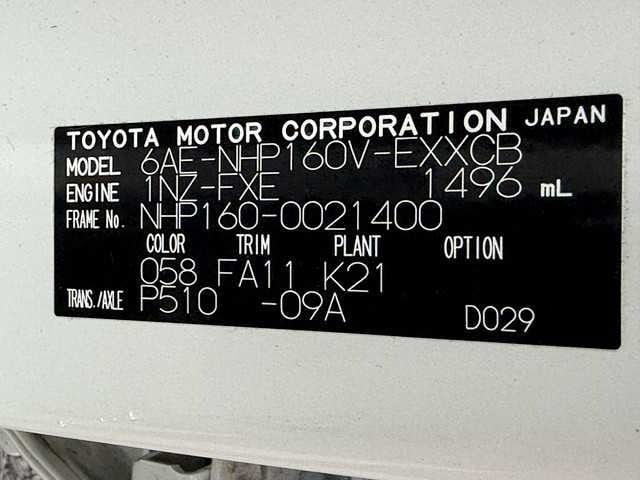 TOYOTA MOTOR CORPORATION JAPAN
MODEL 6AE-NHP160V-EXXCB
ENGINE 1NZ-FXE 1496 mL
FRAME No. NHP160-0021400
COLOR TRIM PLANT OPTION
058 FA11 K21
TRANS./AXLE P510 -09A D029